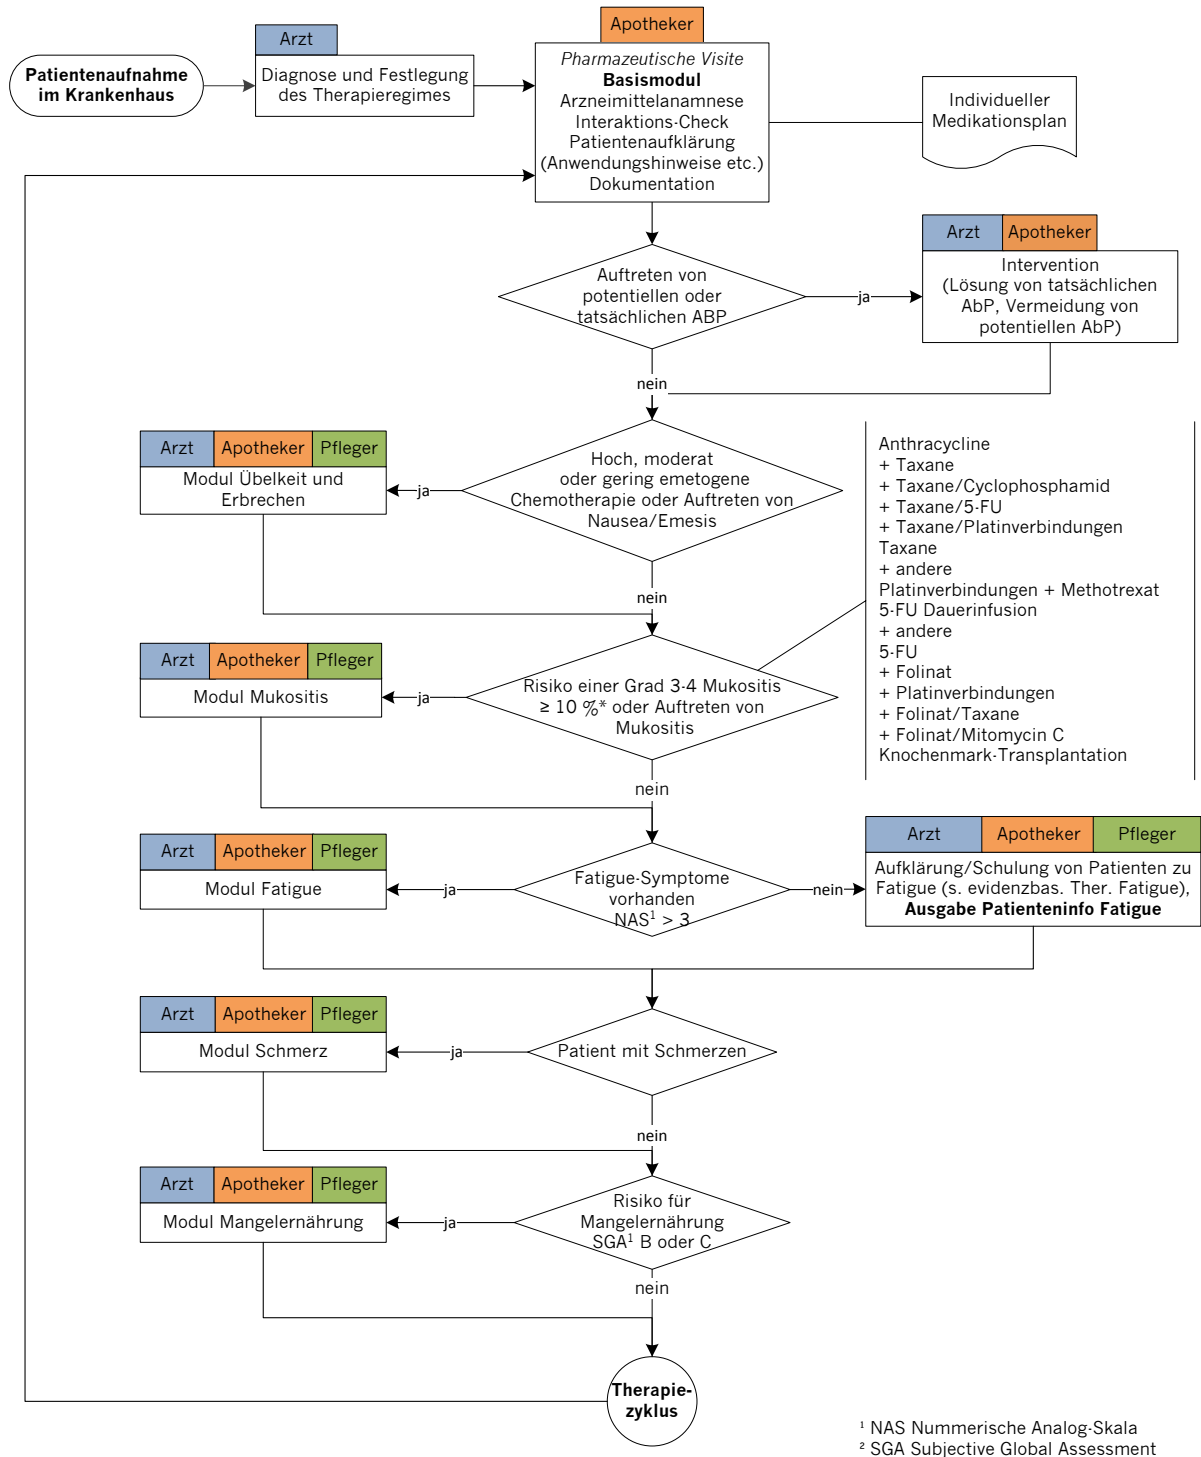 Apotheker
Arzt
Patientenaufnahme
im Krankenhaus
Diagnose und Festlegung
des Therapieregimes
Pharmazeutische Visite
Basismodul
Arzneimittelanamnese
Interaktions-Check
Patientenaufklärung
(Anwendungshinweise etc.)
Dokumentation
Individueller
Medikationsplan
Auftreten von
potentiellen oder
tatsächlichen ABP
ja
Arzt Apotheker
Intervention
(Lösung von tatsächlichen
AbP, Vermeidung von
potentiellen AbP)
nein
Arzt Apotheker Pfleger
Modul Übelkeit und
Erbrechen
ja
Hoch, moderat
oder gering emetogene
Chemotherapie oder Auftreten von
Nausea/Emesis
nein
Anthracycline
+ Taxane
+ Taxane/Cyclophosphamid
+ Taxane/5-FU
+ Taxane/Platinverbindungen
Taxane
+ andere
Platinverbindungen + Methotrexat
5-FU Dauerinfusion
+ andere
5-FU
+ Folinat
+ Platinverbindungen
+ Folinat/Taxane
+ Folinat/Mitomycin C
Knochenmark-Transplantation
Arzt Apotheker Pfleger
Modul Mukositis
ja
Risiko einer Grad 3-4 Mukositis
≥ 10 %* oder Auftreten von
Mukositis
nein
Arzt Apotheker Pfleger
Modul Fatigue
ja
Fatigue-Symptome
vorhanden
NAS¹ > 3
nein
Arzt Apotheker Pfleger
Aufklärung/Schulung von Patienten zu
Fatigue (s. evidenzbas. Ther. Fatigue),
Ausgabe Patienteninfo Fatigue
Arzt Apotheker Pfleger
Modul Schmerz
ja
Patient mit Schmerzen
nein
Arzt Apotheker Pfleger
Modul Mangelernährung
ja
Risiko für
Mangelernährung
SGA¹ B oder C
nein
Therapie-
zyklus
¹ NAS Nummerische Analog-Skala
² SGA Subjective Global Assessment